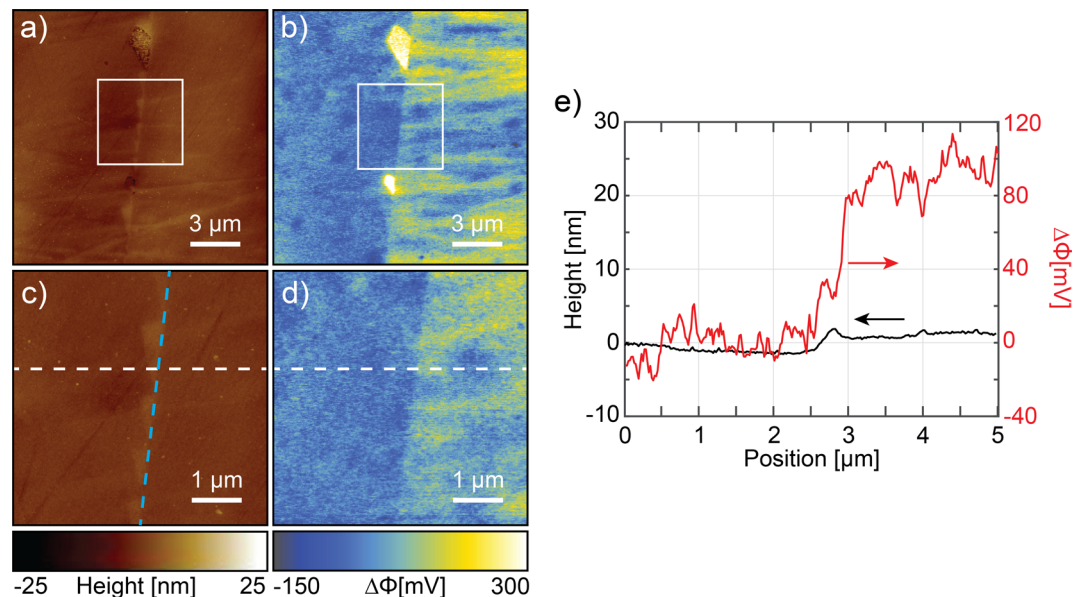 a)
b)
3 µm
3 µm
c)
d)
1 µm
1 µm
-25 Height [nm] 25
-150 ΔΦ[mV] 300
e)
30
20
10
0
-10
Height [nm]
120
80
40
0
-40
ΔΦ[mV]
0 1 2 3 4 5
Position [µm]